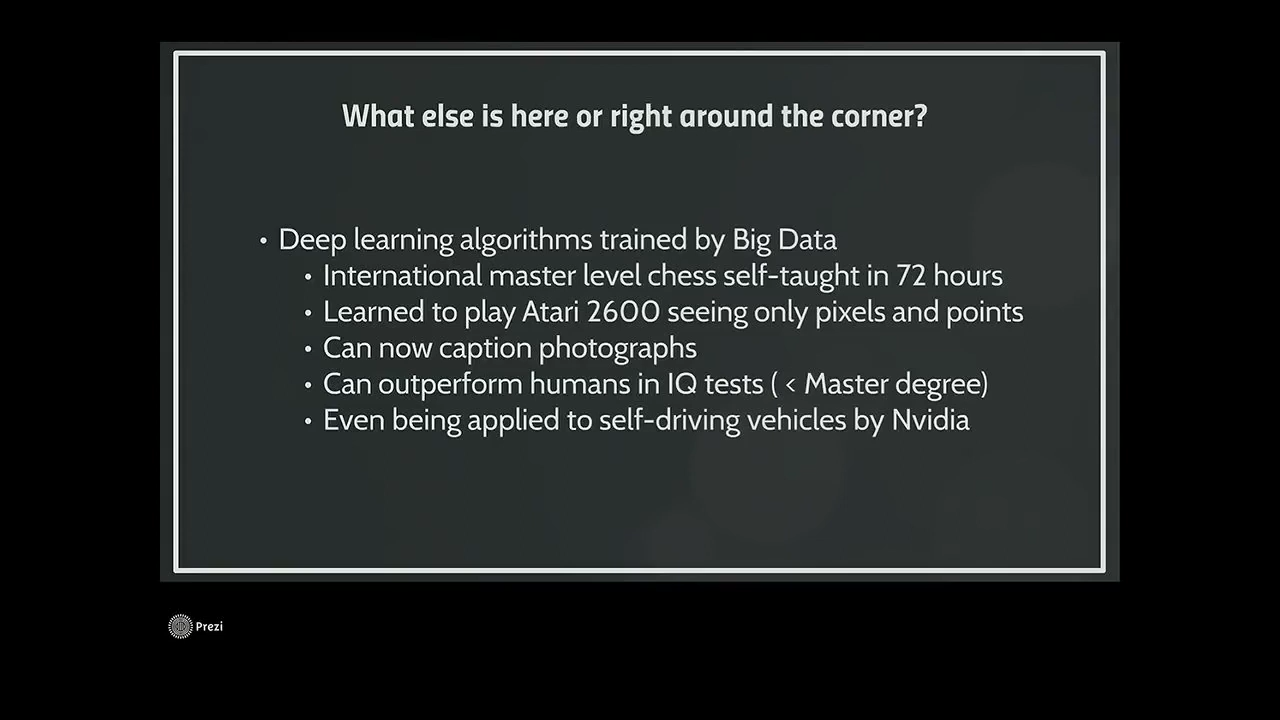 What else is here or right around the corner?
• Deep learning algorithms trained by Big Data
• International master level chess self-taught in 72 hours
• Learned to play Atari 2600 seeing only pixels and points
• Can now caption photographs
• Can outperform humans in IQ tests ( < Master degree)
• Even being applied to self-driving vehicles by Nvidia
Prezi